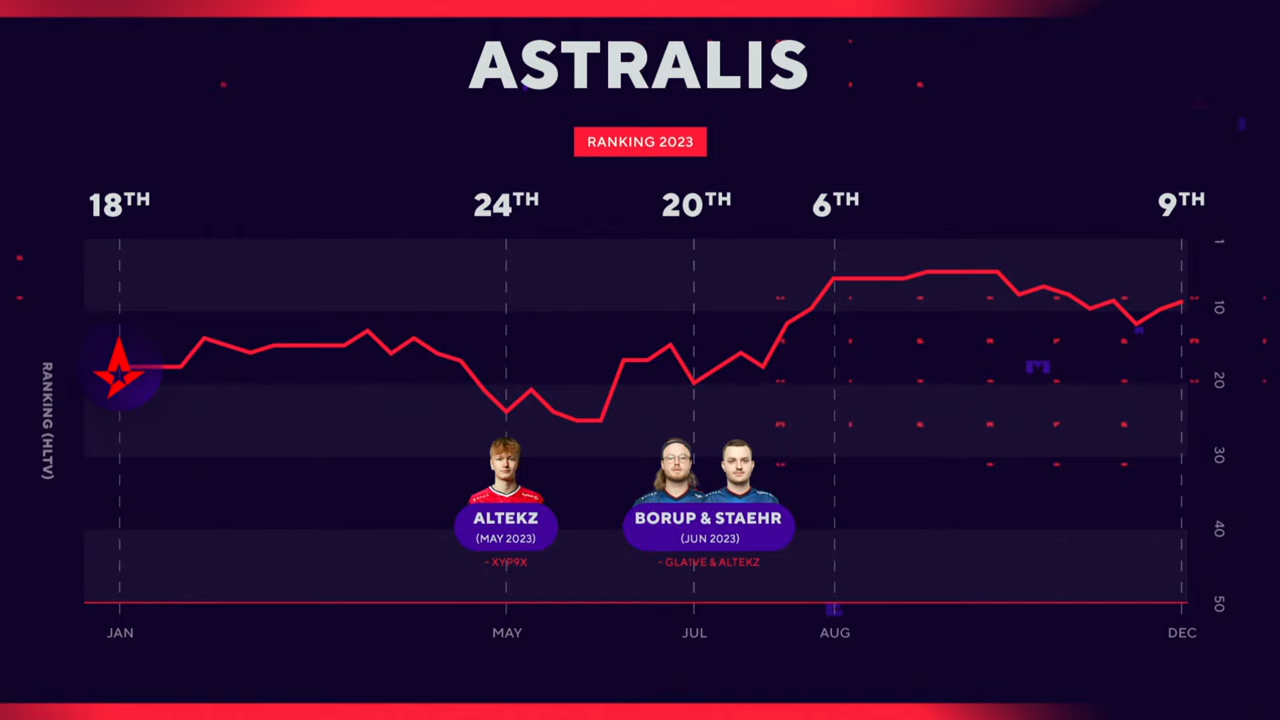 ASTRALIS
RANKING 2023
18TH 24TH 20TH 6TH 9TH
1
10
20
30
40
50
RANKING (HLTV)
ALTEKZ
(MAY 2023)
- XYP9X
BORUP & STAEHR
(JUN 2023)
- GLA1VE & ALTEKZ
JAN MAY JUL AUG DEC